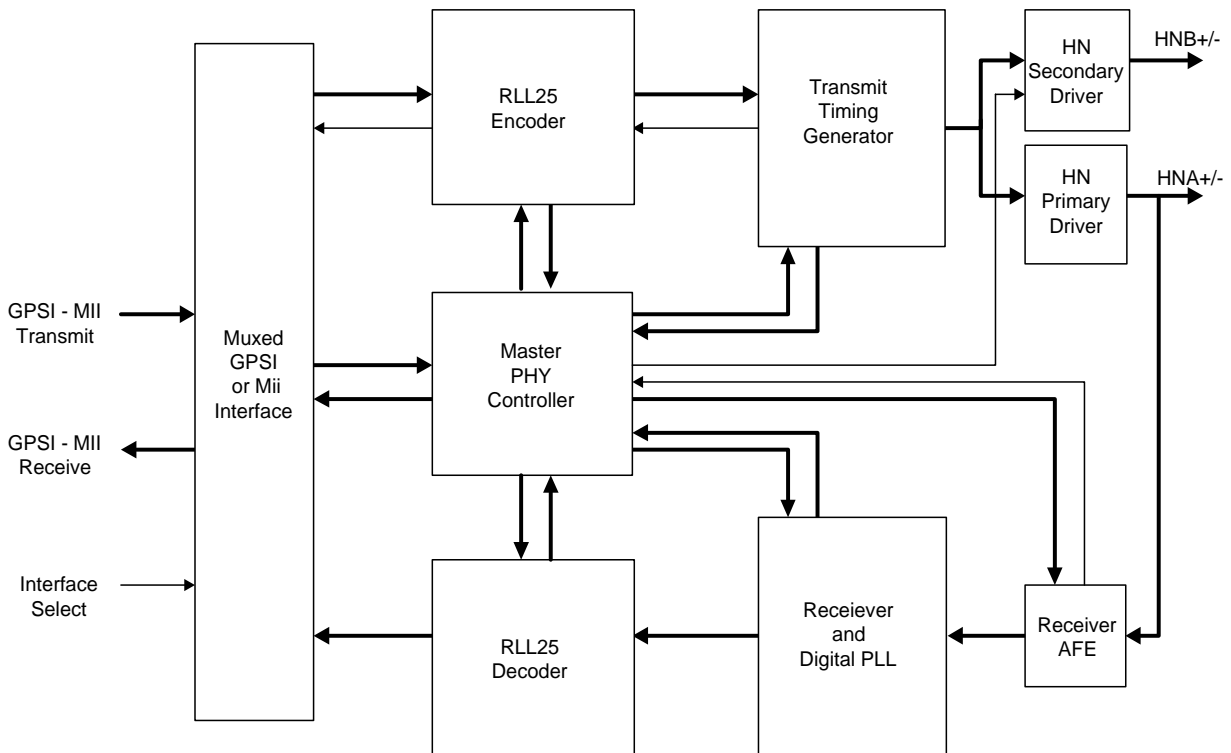 RLL25
Encoder
Transmit
Timing
Generator
HN
Secondary
Driver
HNB+/-
HN
Primary
Driver
HNA+/-
GPSI - MII
Transmit
Muxed
GPSI
or Mii
Interface
Master
PHY
Controller
GPSI - MII
Receive
Interface
Select
RLL25
Decoder
Receiever
and
Digital PLL
Receiver
AFE